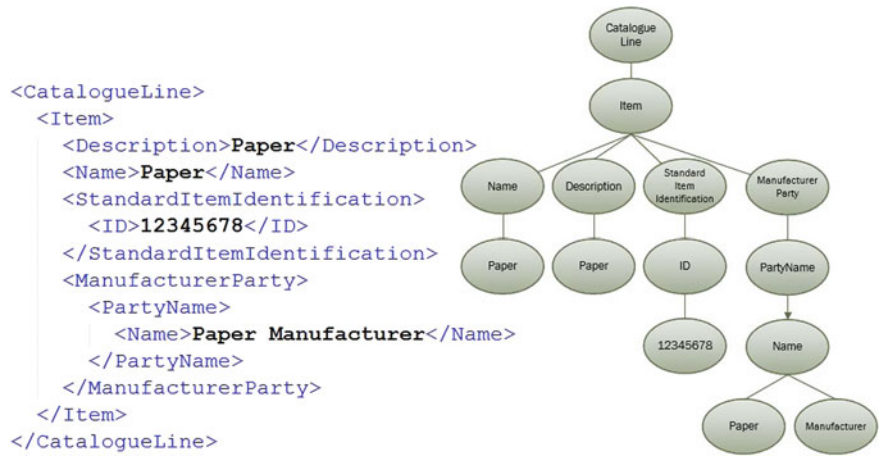 <CatalogueLine>
<Item>
<Description>Paper</Description>
<Name>Paper</Name>
<StandardItemIdentification>
<ID>12345678</ID>
</StandardItemIdentification>
<ManufacturerParty>
<PartyName>
<Name>Paper Manufacturer</Name>
</PartyName>
</ManufacturerParty>
</Item>
</CatalogueLine>
Catalogue
Line
Item
Name
Description
Standard
Item
Identification
Manufacturer
Party
Paper
Paper
ID
PartyName
12345678
Name
Paper
Manufacturer